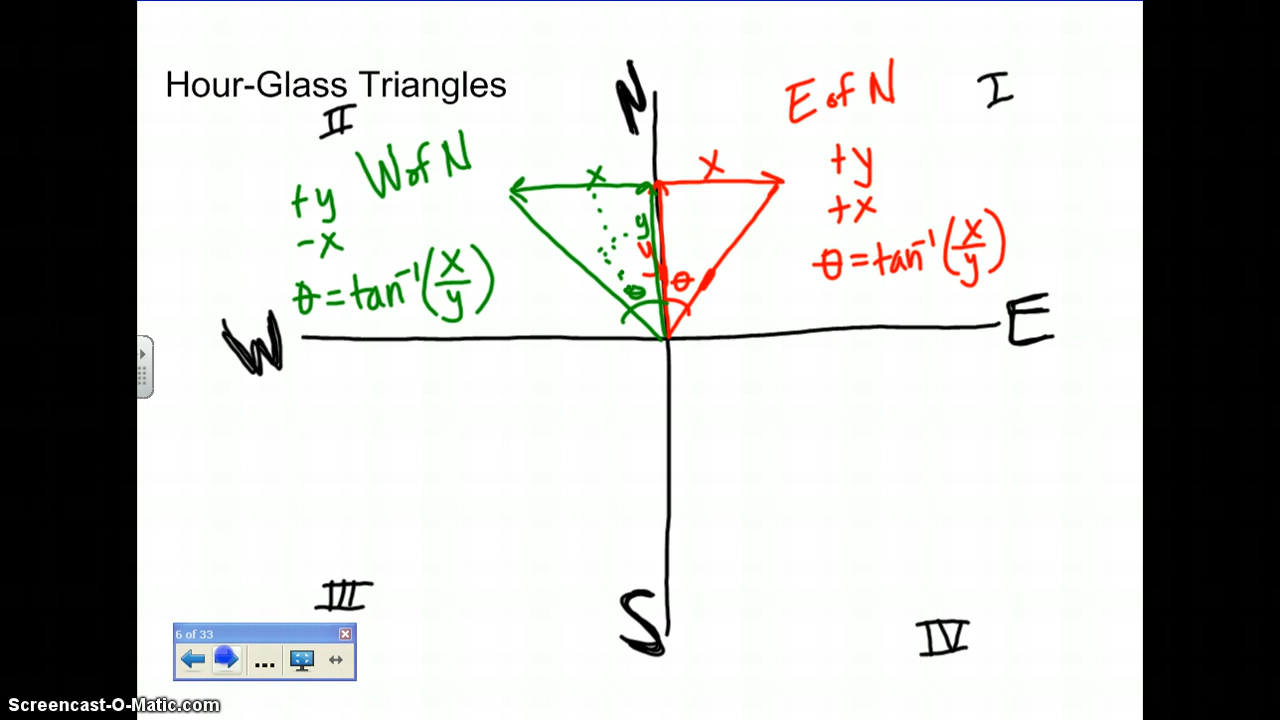 Hour-Glass Triangles
N
E of N
I
II
W of N
+y
-x
θ = tan⁻¹(x/y)
x
y
θ
x
y
θ
+y
+x
θ = tan⁻¹(x/y)
W
E
III
S
IV
6 of 33
...
Screencast-O-Matic.com